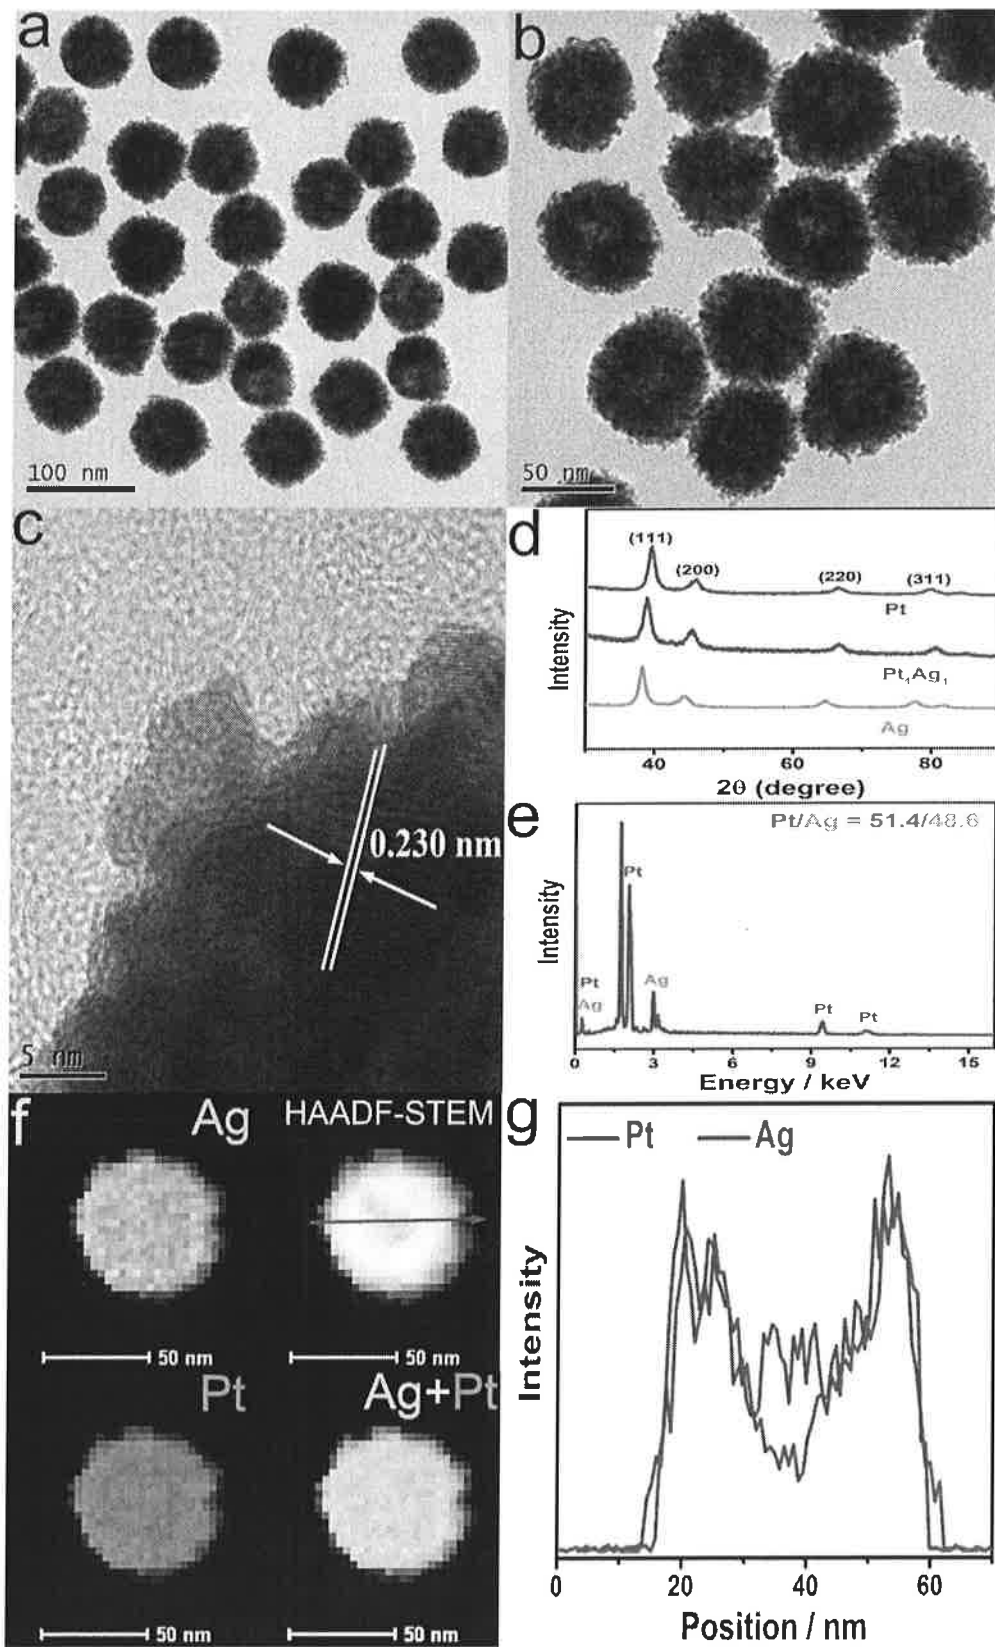 a
b
100 nm
50 nm
c
0.230 nm
5 nm
d
(111)
(200)
(220)
(311)
Pt
Pt₁Ag₁
Ag
Intensity
40
60
80
2θ (degree)
e
Pt/Ag = 51.4/48.6
Pt
Pt
Ag
Ag
Pt
Pt
Intensity
0
3
6
9
12
15
Energy / keV
f
Ag
HAADF-STEM
50 nm
50 nm
Pt
Ag+Pt
50 nm
50 nm
g
Pt
Ag
Intensity
0
20
40
60
Position / nm